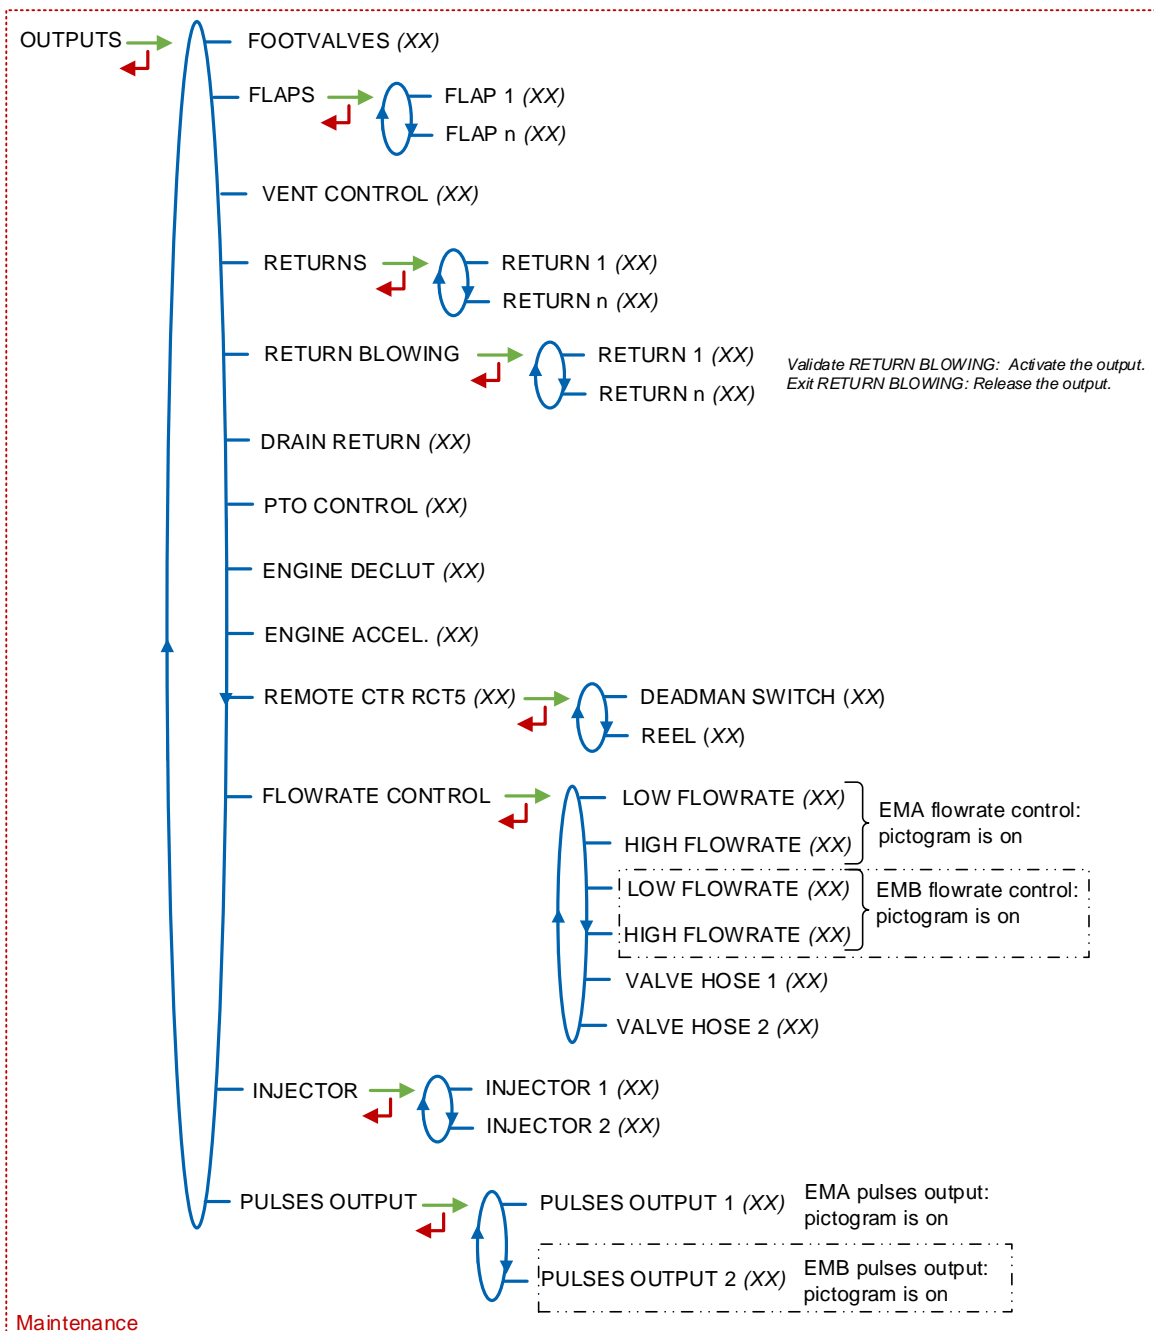 OUTPUTS
FOOTVALVES (XX)
FLAPS
FLAP 1 (XX)
FLAP n (XX)
VENT CONTROL (XX)
RETURNS
RETURN 1 (XX)
RETURN n (XX)
RETURN BLOWING
RETURN 1 (XX)
RETURN n (XX)
Validate RETURN BLOWING: Activate the output.
Exit RETURN BLOWING: Release the output.
DRAIN RETURN (XX)
PTO CONTROL (XX)
ENGINE DECLUT (XX)
ENGINE ACCEL. (XX)
REMOTE CTR RCT5 (XX)
DEADMAN SWITCH (XX)
REEL (XX)
FLOWRATE CONTROL
LOW FLOWRATE (XX)
HIGH FLOWRATE (XX)
EMA flowrate control:
pictogram is on
LOW FLOWRATE (XX)
HIGH FLOWRATE (XX)
EMB flowrate control:
pictogram is on
VALVE HOSE 1 (XX)
VALVE HOSE 2 (XX)
INJECTOR
INJECTOR 1 (XX)
INJECTOR 2 (XX)
PULSES OUTPUT
PULSES OUTPUT 1 (XX)
EMA pulses output:
pictogram is on
PULSES OUTPUT 2 (XX)
EMB pulses output:
pictogram is on
Maintenance